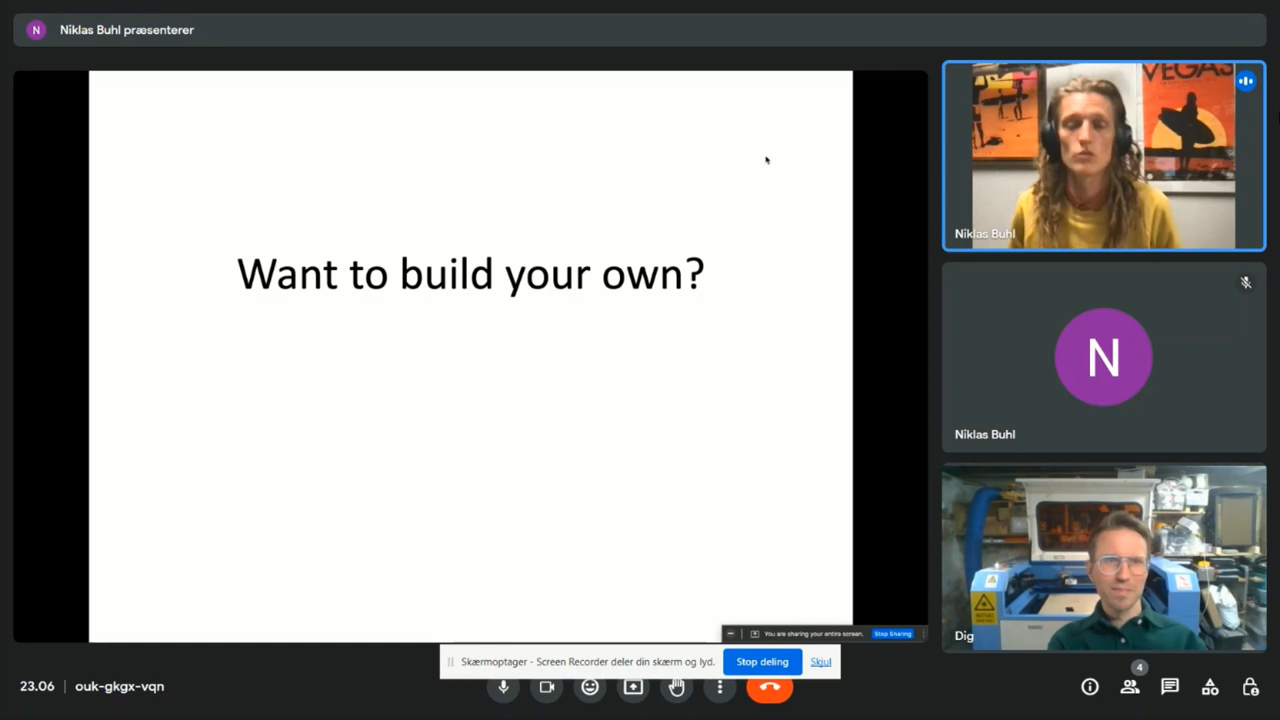 N
Niklas Buhl præsenterer
Want to build your own?
You are sharing your entire screen.
Stop Sharing
Skærmoptager - Screen Recorder deler din skærm og lyd.
Stop deling
Skjul
VEGAS
Niklas Buhl
N
Niklas Buhl
Dig
23.06
ouk-gkgx-vqn
4